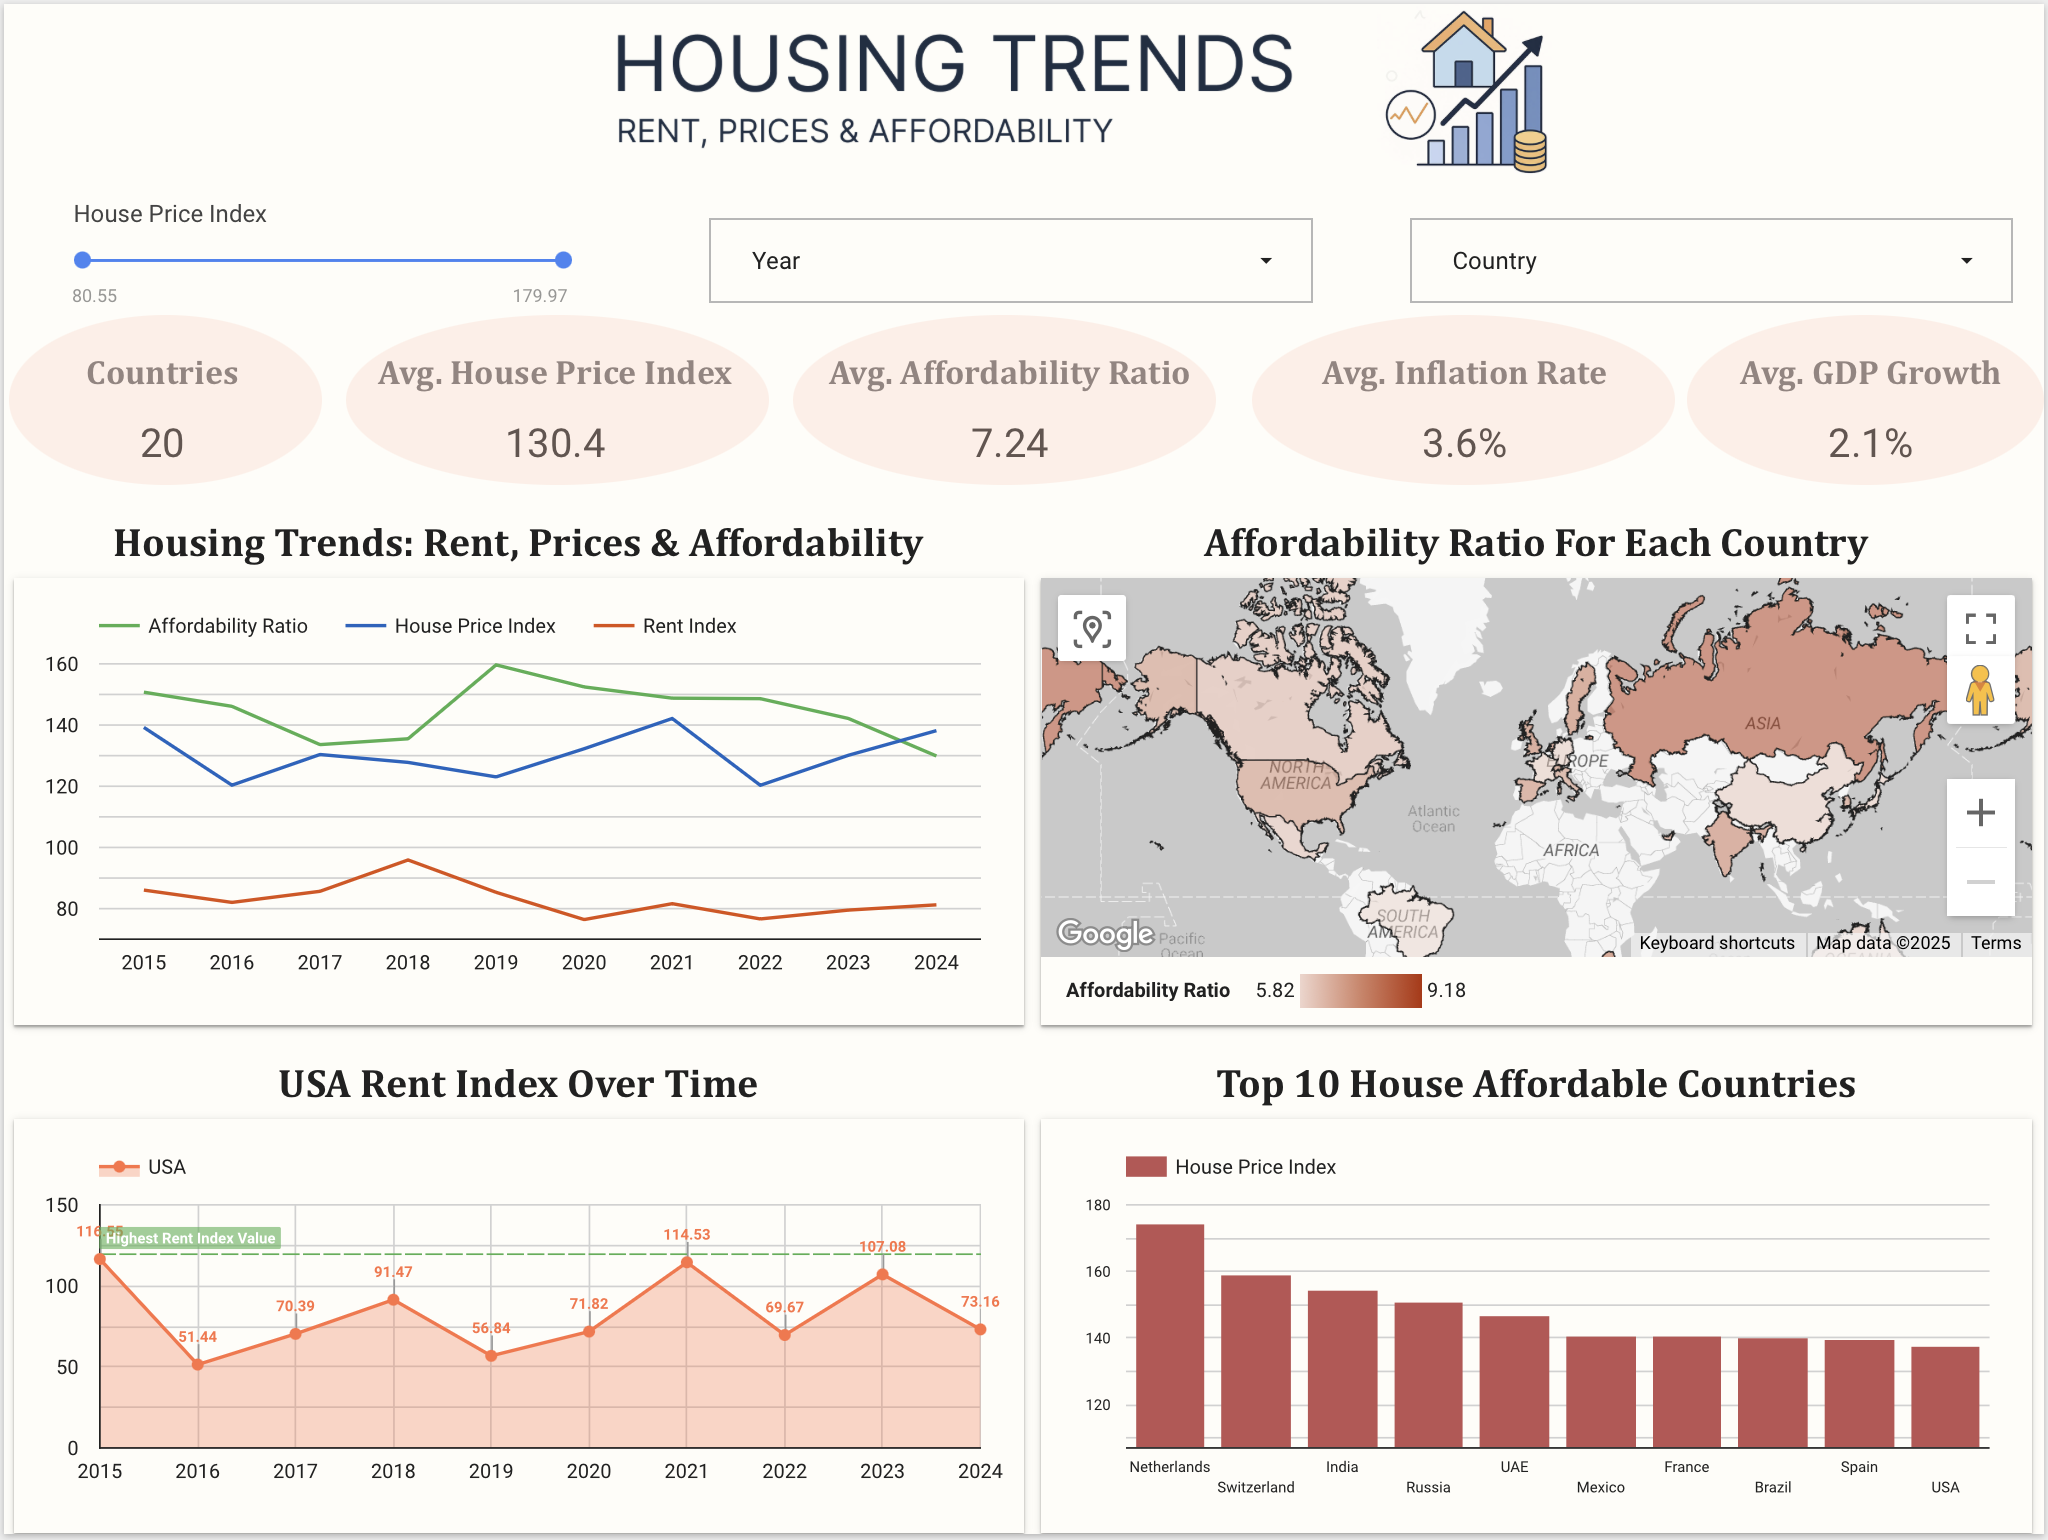 HOUSING TRENDS
RENT, PRICES & AFFORDABILITY
House Price Index
80.55
179.97
Year
Country
Countries
20
Avg. House Price Index
130.4
Avg. Affordability Ratio
7.24
Avg. Inflation Rate
3.6%
Avg. GDP Growth
2.1%
Housing Trends: Rent, Prices & Affordability
Affordability Ratio
House Price Index
Rent Index
160
140
120
100
80
2015 2016 2017 2018 2019 2020 2021 2022 2023 2024
Affordability Ratio For Each Country
ASIA
EUROPE
NORTH
AMERICA
Atlantic
Ocean
AFRICA
SOUTH
AMERICA
Google
Pacific
Ocean
OCEANIA
Keyboard shortcuts
Map data ©2025
Terms
Affordability Ratio 5.82 9.18
USA Rent Index Over Time
USA
150
100
50
0
116.55
Highest Rent Index Value
51.44
70.39
91.47
56.84
71.82
114.53
69.67
107.08
73.16
2015 2016 2017 2018 2019 2020 2021 2022 2023 2024
Top 10 House Affordable Countries
House Price Index
180
160
140
120
Netherlands
Switzerland
India
Russia
UAE
Mexico
France
Brazil
Spain
USA